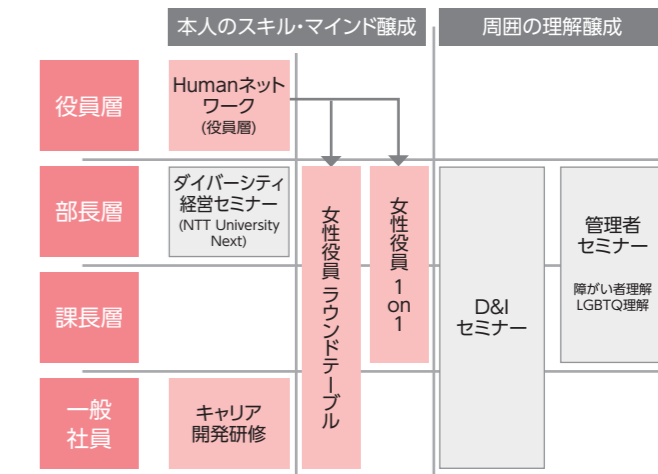 本人のスキル・マインド醸成
周囲の理解醸成
役員層
Humanネット
ワーク
(役員層)
部長層
ダイバーシティ
経営セミナー
(NTT University
Next)
女性役員 ラウンドテーブル
女性役員 1on1
D&I
セミナー
管理者
セミナー
障がい者理解
LGBTQ理解
課長層
一般
社員
キャリア
開発研修